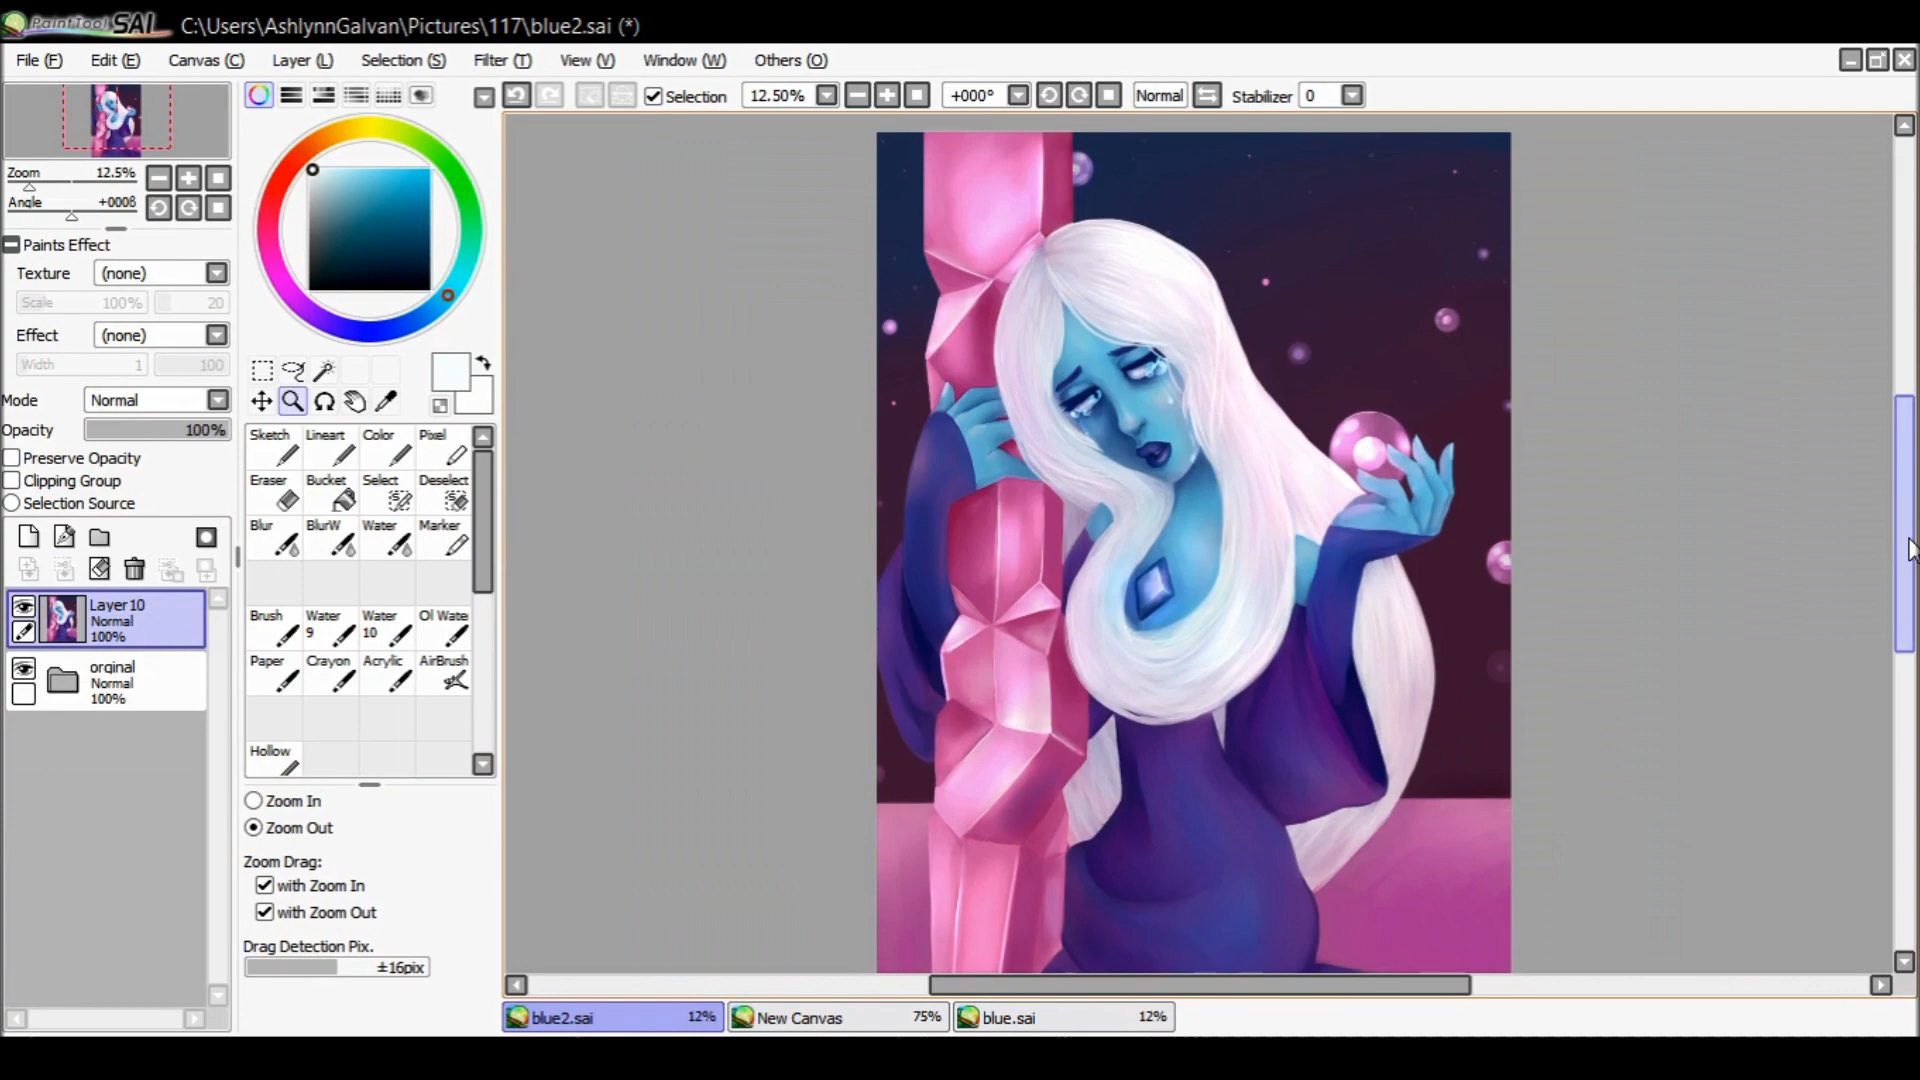 PaintTool SAI C:\Users\AshlynnGalvan\Pictures\117\blue2.sai (*)
File (F) Edit (E) Canvas (C) Layer (L) Selection (S) Filter (T) View (V) Window (W) Others (O)
Selection 12.50% +000° Normal Stabilizer 0
Zoom 12.5%
Angle +000§
Paints Effect
Texture (none)
Scale 100% 20
Effect (none)
Width 1 100
Mode Normal
Opacity 100%
Preserve Opacity
Clipping Group
Selection Source
Layer10
Normal
100%
orginal
Normal
100%
Sketch Lineart Color Pixel
Eraser Bucket Select Deselect
Blur BlurW Water Marker
Brush Water 9 Water 10 Ol Wate
Paper Crayon Acrylic AirBrush
Hollow
Zoom In
Zoom Out
Zoom Drag:
with Zoom In
with Zoom Out
Drag Detection Pix.
±16pix
blue2.sai 12% New Canvas 75% blue.sai 12%